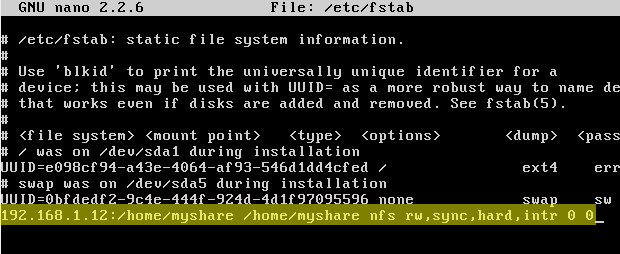 GNU nano 2.2.6 File: /etc/fstab
# /etc/fstab: static file system information.
#
# Use 'blkid' to print the universally unique identifier for a
# device; this may be used with UUID= as a more robust way to name de
# that works even if disks are added and removed. See fstab(5).
#
# <file system> <mount point> <type> <options> <dump> <pass
# / was on /dev/sda1 during installation
UUID=e098cf94-a43e-4064-af93-546d1dd4cfed / ext4 err
# swap was on /dev/sda5 during installation
UUID=0bfdedf2-9c4e-444f-924d-4d1f97095596 none swap sw
192.168.1.12:/home/myshare /home/myshare nfs rw,sync,hard,intr 0 0_